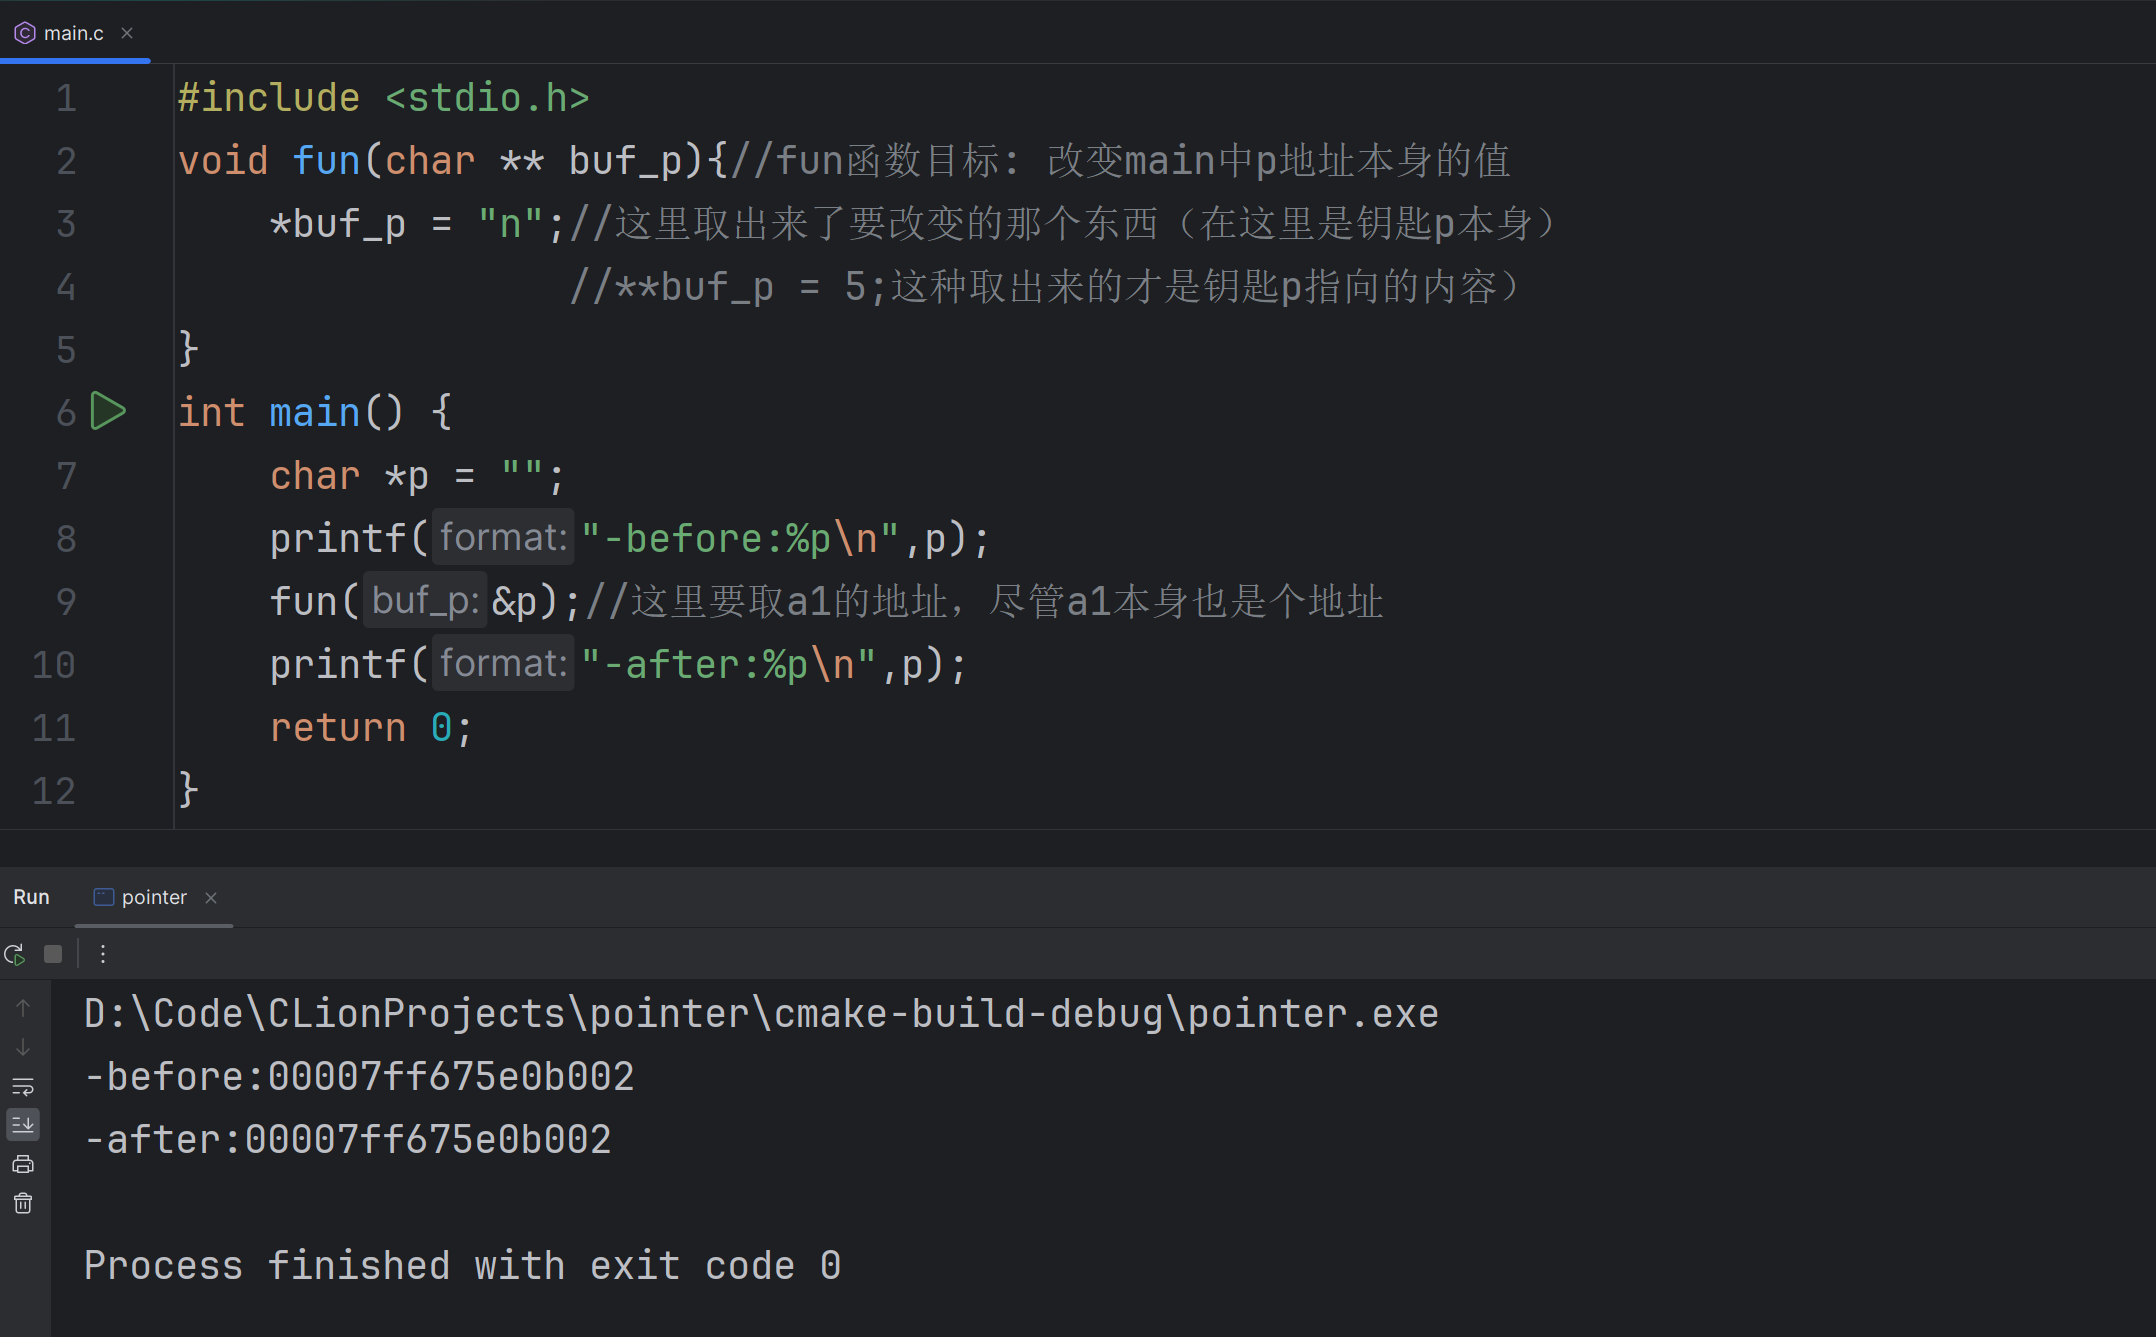 main.c
1 #include <stdio.h>
2 void fun(char ** buf_p){//fun函数目标: 改变main中p地址本身的值
3 *buf_p = "n";//这里取出来了要改变的那个东西（在这里是钥匙p本身）
4 //**buf_p = 5;这种取出来的才是钥匙p指向的内容）
5 }
6 int main() {
7 char *p = "";
8 printf(format:"-before:%p\n",p);
9 fun(buf_p:&p);//这里要取a1的地址，尽管a1本身也是个地址
10 printf(format:"-after:%p\n",p);
11 return 0;
12 }
Run pointer
D:\Code\CLionProjects\pointer\cmake-build-debug\pointer.exe
-before:00007ff675e0b002
-after:00007ff675e0b002
Process finished with exit code 0